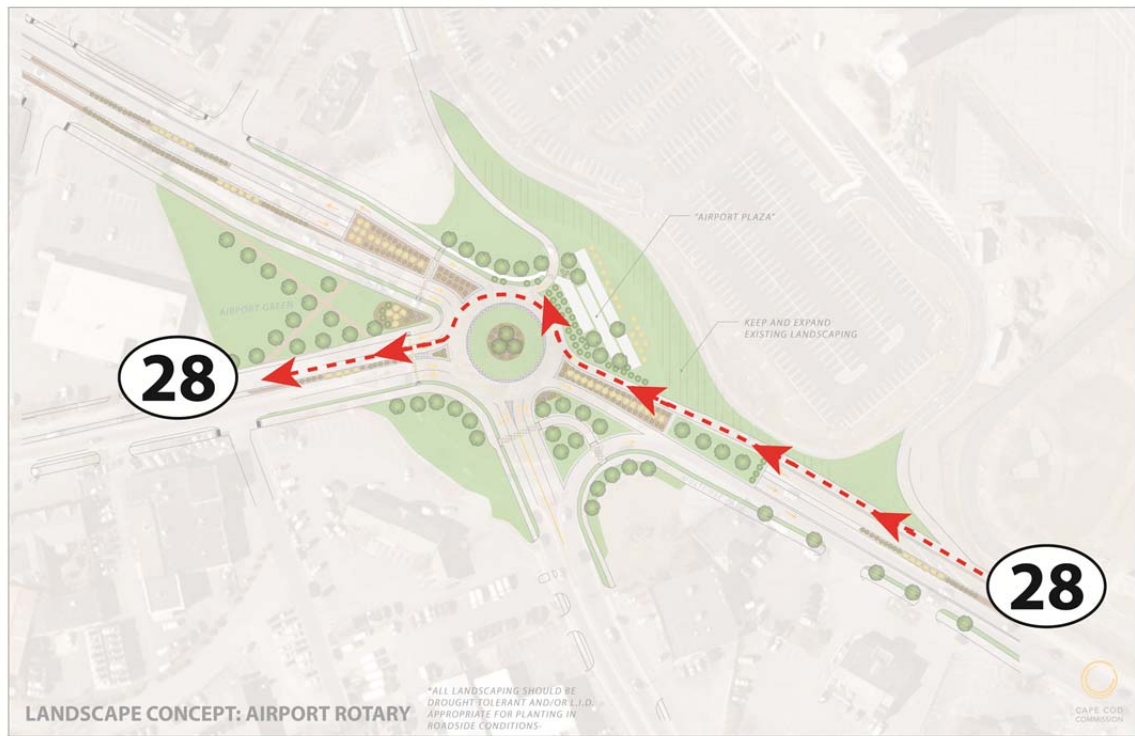 "AIRPORT PLAZA"
AIRPORT GREEN
KEEP AND EXPAND
EXISTING LANDSCAPING
28
28
LANDSCAPE CONCEPT: AIRPORT ROTARY
*ALL LANDSCAPING SHOULD BE
DROUGHT TOLERANT AND/OR L.I.D.
APPROPRIATE FOR PLANTING IN
ROADSIDE CONDITIONS-
CAPE COD
COMMISSION